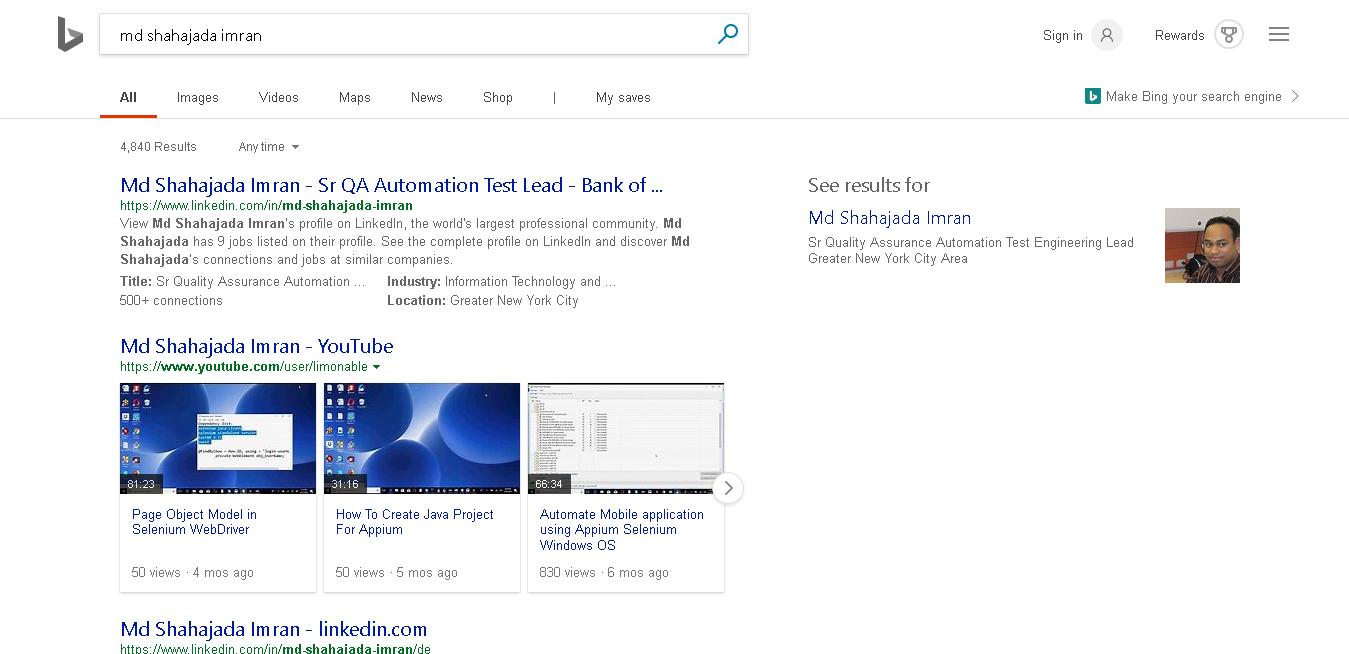 md shahajada imran
Sign in
Rewards
All
Images
Videos
Maps
News
Shop
|
My saves
Make Bing your search engine
4,840 Results
Any time
Md Shahajada Imran - Sr QA Automation Test Lead - Bank of ...
https://www.linkedin.com/in/md-shahajada-imran
View Md Shahajada Imran's profile on LinkedIn, the world's largest professional community. Md
Shahajada has 9 jobs listed on their profile. See the complete profile on LinkedIn and discover Md
Shahajada's connections and jobs at similar companies.
Title: Sr Quality Assurance Automation ...
Industry: Information Technology and ...
500+ connections
Location: Greater New York City
See results for
Md Shahajada Imran
Sr Quality Assurance Automation Test Engineering Lead
Greater New York City Area
Md Shahajada Imran - YouTube
https://www.youtube.com/user/limonable
81:23
31:16
66:34
Page Object Model in
Selenium WebDriver
50 views · 4 mos ago
How To Create Java Project
For Appium
50 views · 5 mos ago
Automate Mobile application
using Appium Selenium
Windows OS
830 views · 6 mos ago
Md Shahajada Imran - linkedin.com
https://www.linkedin.com/in/md-shahajada-imran/de